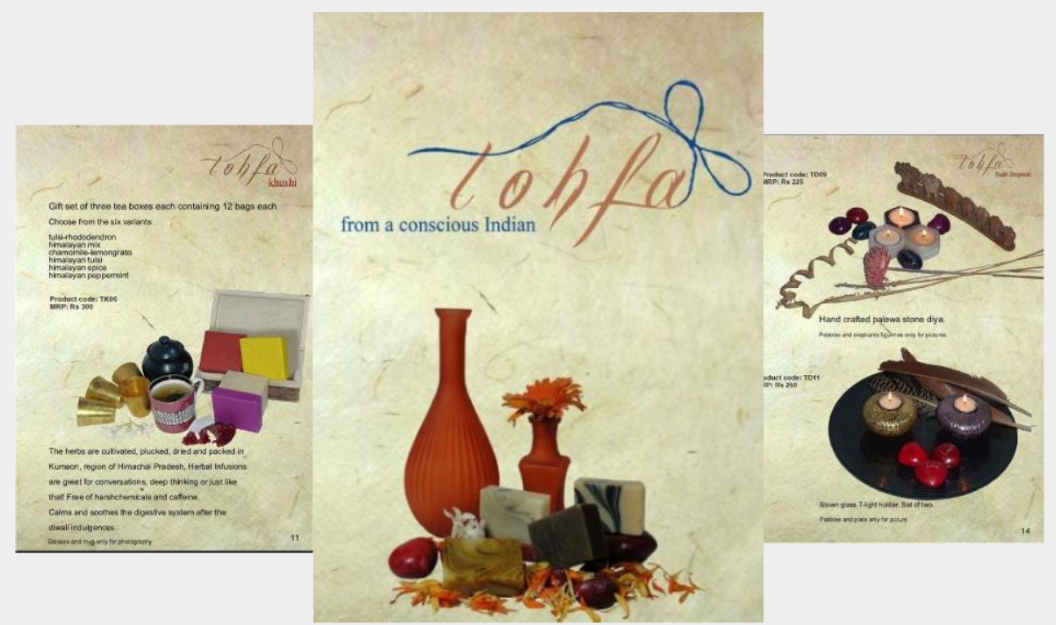 tohfa
khushi
Gift set of three tea boxes each containing 12 bags each
Choose from the six variants:
tulsi-rhododendron
himalayan mix
chamomile-lemongrass
himalayan tulsi
himalayan spice
himalayan peppermint
Product code: TK06
MRP: Rs 300
The herbs are cultivated, plucked, dried and packed in
Kumaon, region of Himachal Pradesh, Herbal Infusions
are great for conversations, deep thinking or just like
that! Free of harshchemicals and caffeine.
Calms and soothes the digestive system after the
diwali indulgences.
Glasses and mug only for photography
11
tohfa
from a conscious Indian
tohfa
Product code: TD09
MRP: Rs 225
Hand crafted palewa stone diya.
Pebbles and elephants figurines only for pictures.
oduct code: TD11
RP: Rs 250
Blown glass, T-light holder. Set of two.
Pebbles and plate only for picture
14